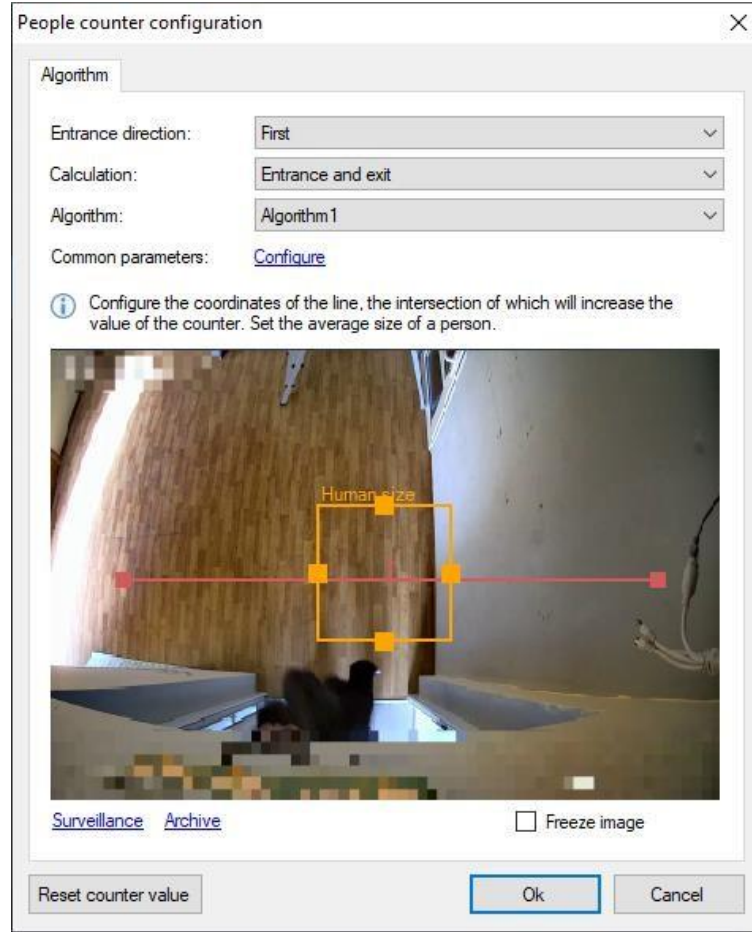 People counter configuration
Algorithm
Entrance direction: First
Calculation: Entrance and exit
Algorithm: Algorithm1
Common parameters: Configure
Configure the coordinates of the line, the intersection of which will increase the
value of the counter. Set the average size of a person.
Human size
Surveillance Archive Freeze image
Reset counter value Ok Cancel